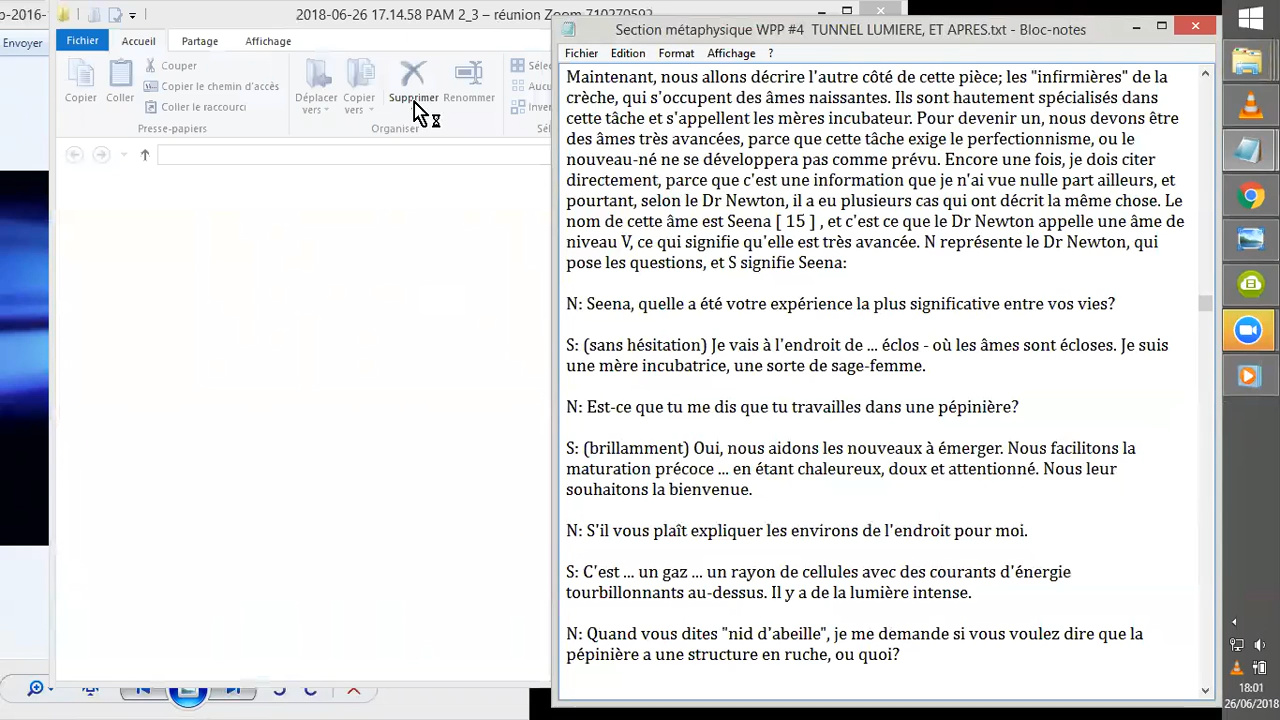 p-2016-
2018-06-26 17.14.58 PAM 2_3 – réunion Zoom 710270592
Envoyer
Fichier Accueil Partage Affichage
Couper
Copier le chemin d'accès
Coller le raccourci
Copier Coller
Déplacer vers Copier vers Supprimer Renommer
Presse-papiers Organiser
Section métaphysique WPP #4 TUNNEL LUMIERE, ET APRES.txt - Bloc-notes
Fichier Edition Format Affichage ?
Maintenant, nous allons décrire l'autre côté de cette pièce; les "infirmières" de la
crèche, qui s'occupent des âmes naissantes. Ils sont hautement spécialisés dans
cette tâche et s'appellent les mères incubateur. Pour devenir un, nous devons être
des âmes très avancées, parce que cette tâche exige le perfectionnisme, ou le
nouveau-né ne se développera pas comme prévu. Encore une fois, je dois citer
directement, parce que c'est une information que je n'ai vue nulle part ailleurs, et
pourtant, selon le Dr Newton, il a eu plusieurs cas qui ont décrit la même chose. Le
nom de cette âme est Seena [ 15 ] , et c'est ce que le Dr Newton appelle une âme de
niveau V, ce qui signifie qu'elle est très avancée. N représente le Dr Newton, qui
pose les questions, et S signifie Seena:
N: Seena, quelle a été votre expérience la plus significative entre vos vies?
S: (sans hésitation) Je vais à l'endroit de ... éclos - où les âmes sont écloses. Je suis
une mère incubatrice, une sorte de sage-femme.
N: Est-ce que tu me dis que tu travailles dans une pépinière?
S: (brillamment) Oui, nous aidons les nouveaux à émerger. Nous facilitons la
maturation précoce ... en étant chaleureux, doux et attentionné. Nous leur
souhaitons la bienvenue.
N: S'il vous plaît expliquer les environs de l'endroit pour moi.
S: C'est ... un gaz ... un rayon de cellules avec des courants d'énergie
tourbillonnants au-dessus. Il y a de la lumière intense.
N: Quand vous dites "nid d'abeille", je me demande si vous voulez dire que la
pépinière a une structure en ruche, ou quoi?
18:01
26/06/2018